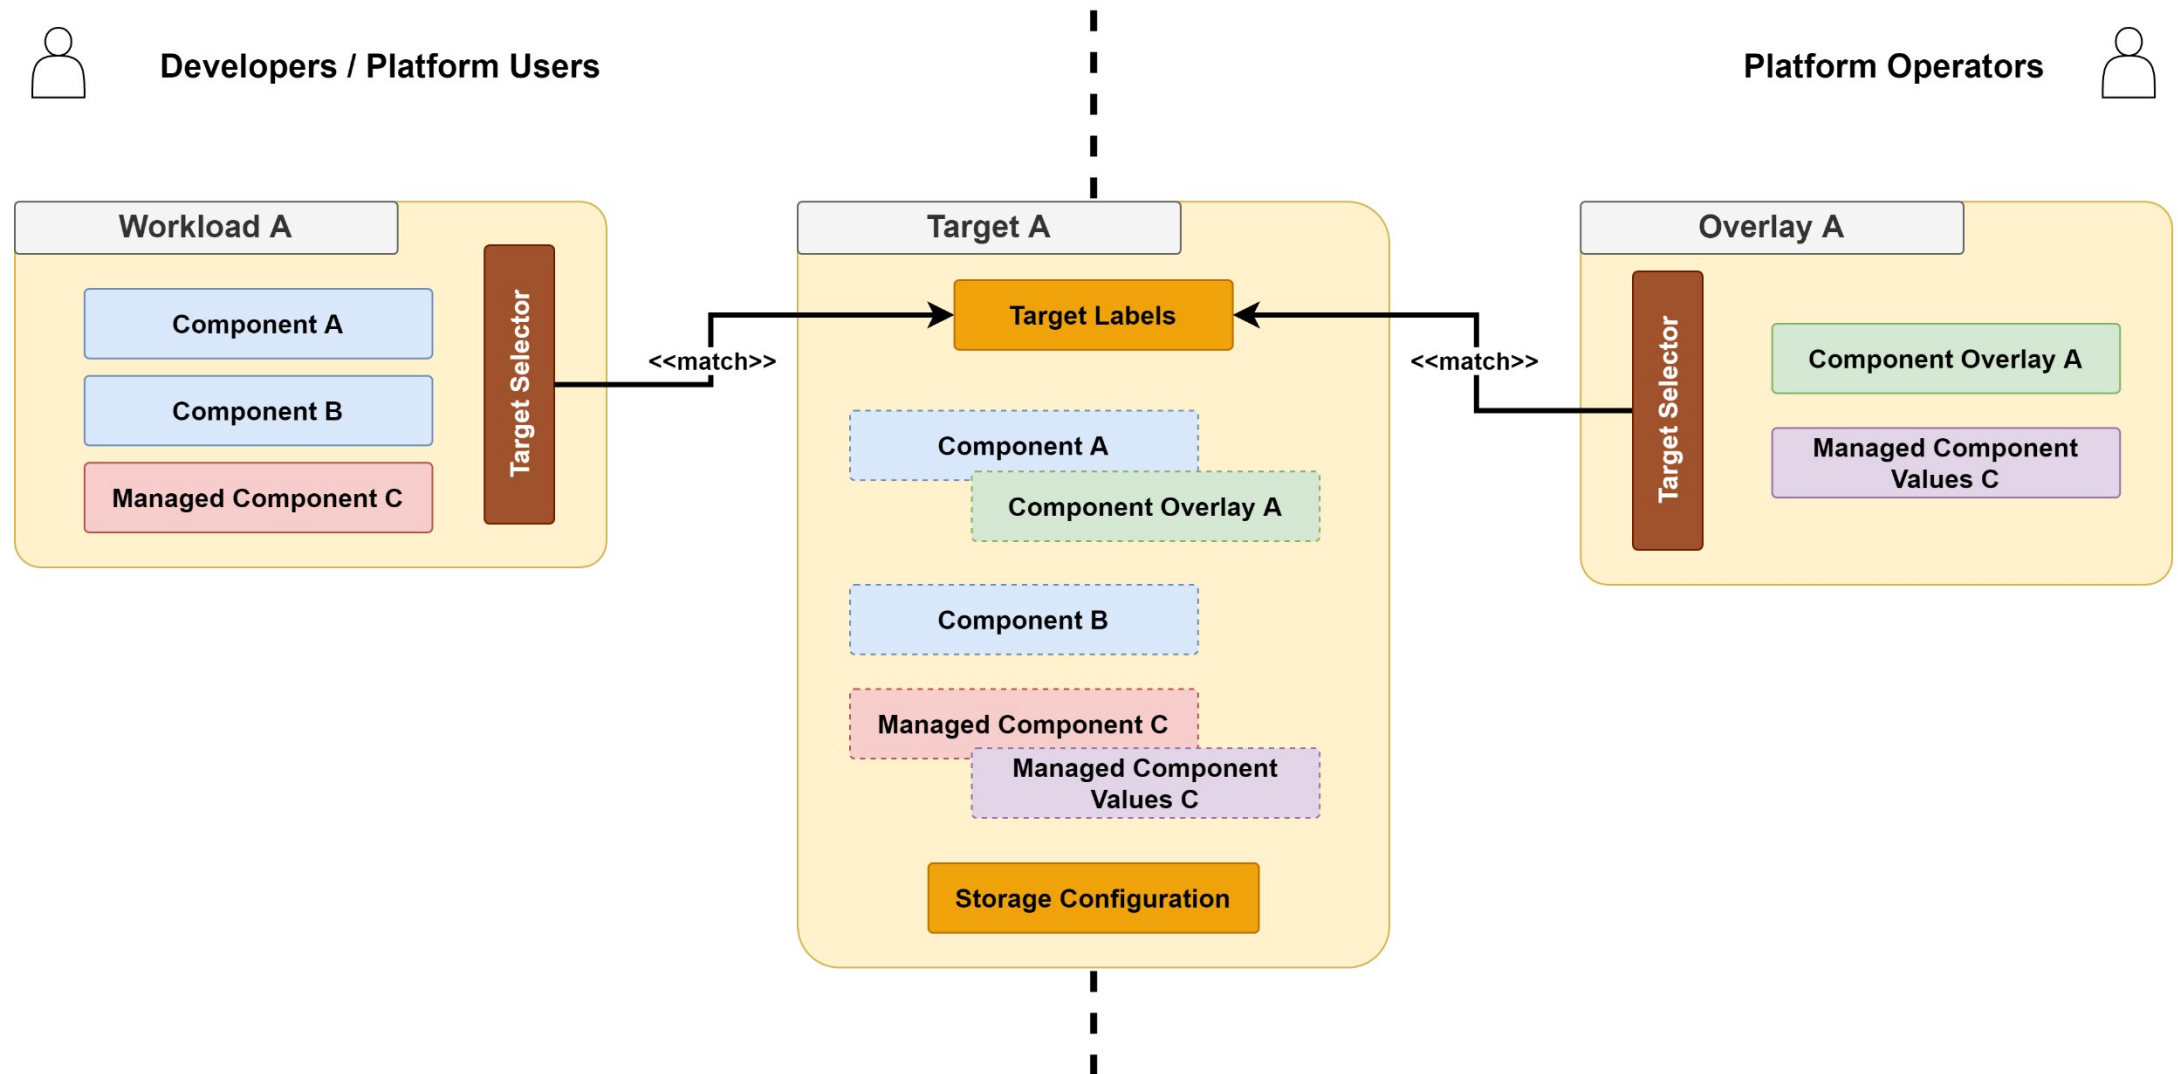 Developers / Platform Users
Platform Operators
Workload A
Component A
Component B
Managed Component C
Target Selector
<<match>>
Target A
Target Labels
Component A
Component Overlay A
Component B
Managed Component C
Managed Component
Values C
Storage Configuration
<<match>>
Overlay A
Target Selector
Component Overlay A
Managed Component
Values C